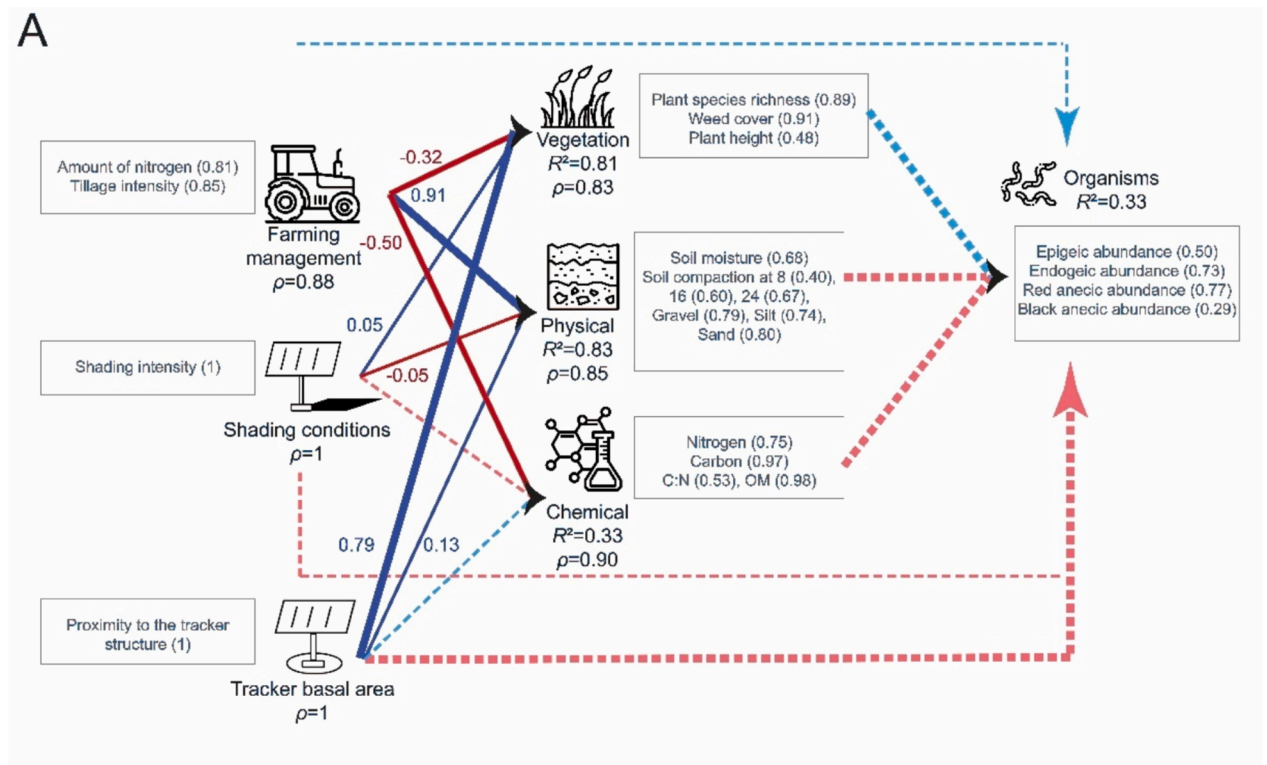 A
Amount of nitrogen (0.81)
Tillage intensity (0.85)
Farming
management
ρ=0.88
Shading intensity (1)
Shading conditions
ρ=1
Proximity to the tracker
structure (1)
Tracker basal area
ρ=1
-0.32
0.91
-0.50
0.05
-0.05
0.79
0.13
Vegetation
R²=0.81
ρ=0.83
Physical
R²=0.83
ρ=0.85
Chemical
R²=0.33
ρ=0.90
Plant species richness (0.89)
Weed cover (0.91)
Plant height (0.48)
Soil moisture (0.68)
Soil compaction at 8 (0.40),
16 (0.60), 24 (0.67),
Gravel (0.79), Silt (0.74),
Sand (0.80)
Nitrogen (0.75)
Carbon (0.97)
C:N (0.53), OM (0.98)
Organisms
R²=0.33
Epigeic abundance (0.50)
Endogeic abundance (0.73)
Red anecic abundance (0.77)
Black anecic abundance (0.29)